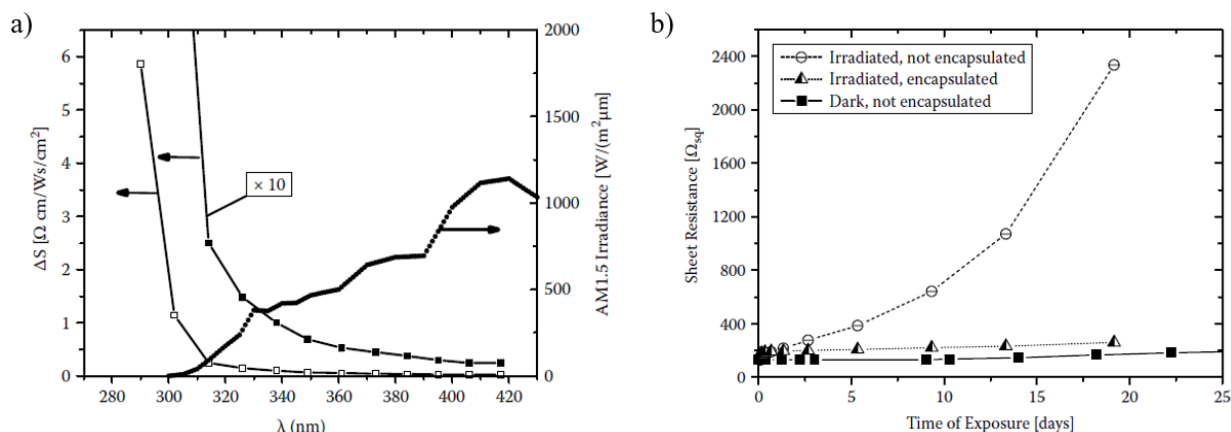 a)
ΔS [Ω cm/Ws/cm²]
6
5
4
3
2
1
0
× 10
2000
1500
1000
500
0
AM1.5 Irradiance [W/(m²μm]
280 300 320 340 360 380 400 420
λ (nm)
b)
Sheet Resistance [Ωsq]
2400
2000
1600
1200
800
400
0
Irradiated, not encapsulated
Irradiated, encapsulated
Dark, not encapsulated
0 5 10 15 20 25
Time of Exposure [days]